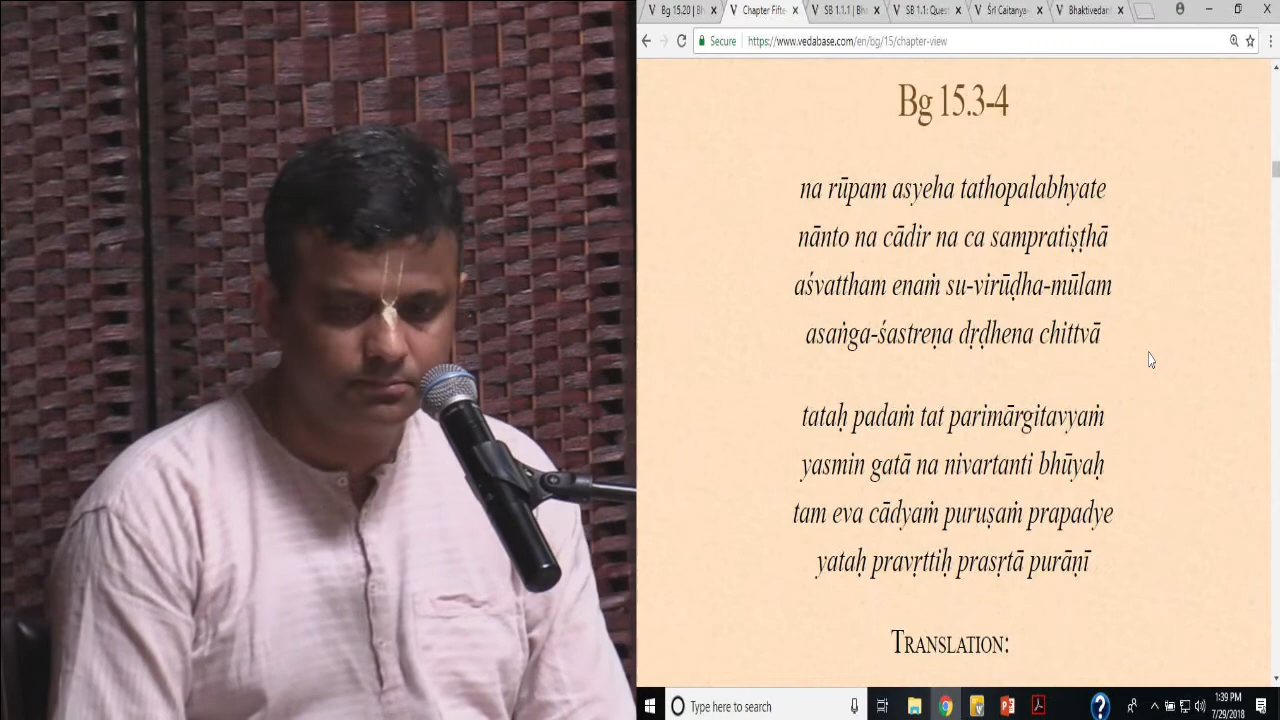 Bg 15.20 | Bh
Chapter Fifte
SB 1.1.1 | Bha
SB 1.1: Quest
Śrī Caitanya-
Bhaktivedant
Secure
https://www.vedabase.com/en/bg/15/chapter-view
Bg 15.3-4
na rūpam asyeha tathopalabhyate
nānto na cādir na ca sampratiṣṭhā
aśvattham enaṁ su-virūḍha-mūlam
asaṅga-śastreṇa dṛḍhena chittvā
tataḥ padaṁ tat parimārgitavyaṁ
yasmin gatā na nivartanti bhūyaḥ
tam eva cādyaṁ puruṣaṁ prapadye
yataḥ pravṛttiḥ prasṛtā purāṇī
Translation:
Type here to search
1:39 PM
7/29/2018